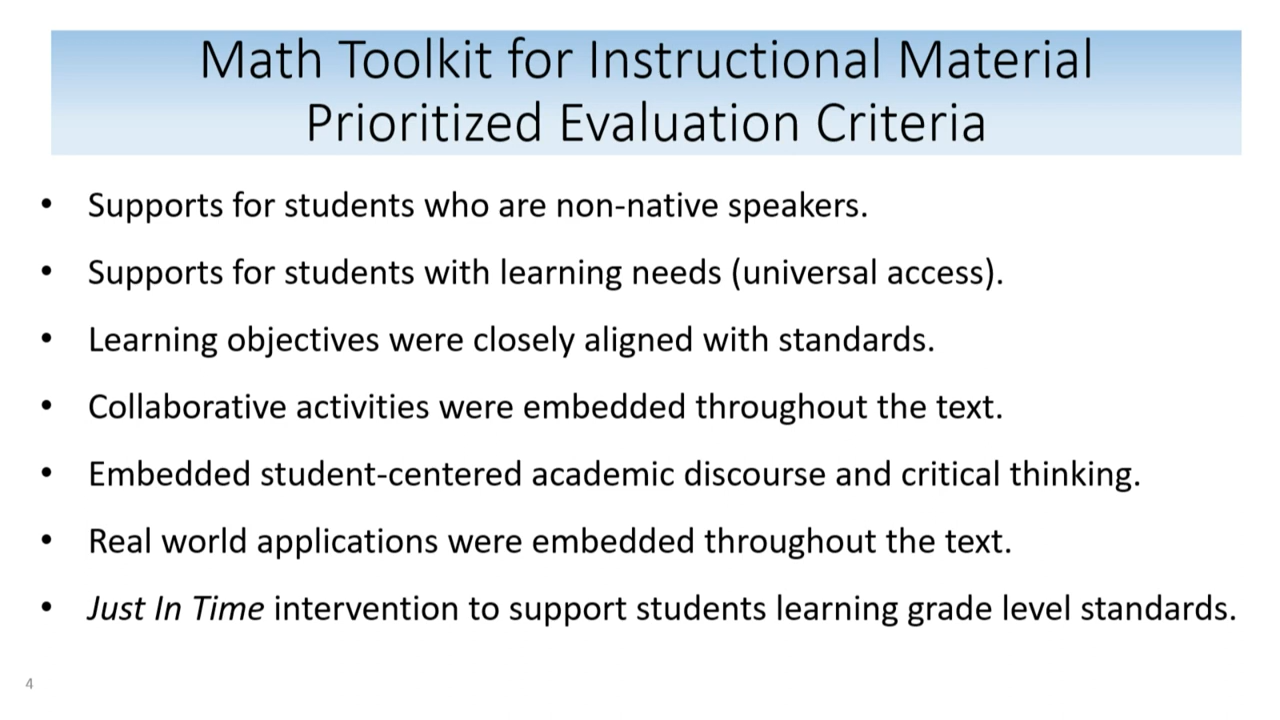 Math Toolkit for Instructional Material
Prioritized Evaluation Criteria
• Supports for students who are non-native speakers.
• Supports for students with learning needs (universal access).
• Learning objectives were closely aligned with standards.
• Collaborative activities were embedded throughout the text.
• Embedded student-centered academic discourse and critical thinking.
• Real world applications were embedded throughout the text.
• Just In Time intervention to support students learning grade level standards.
4